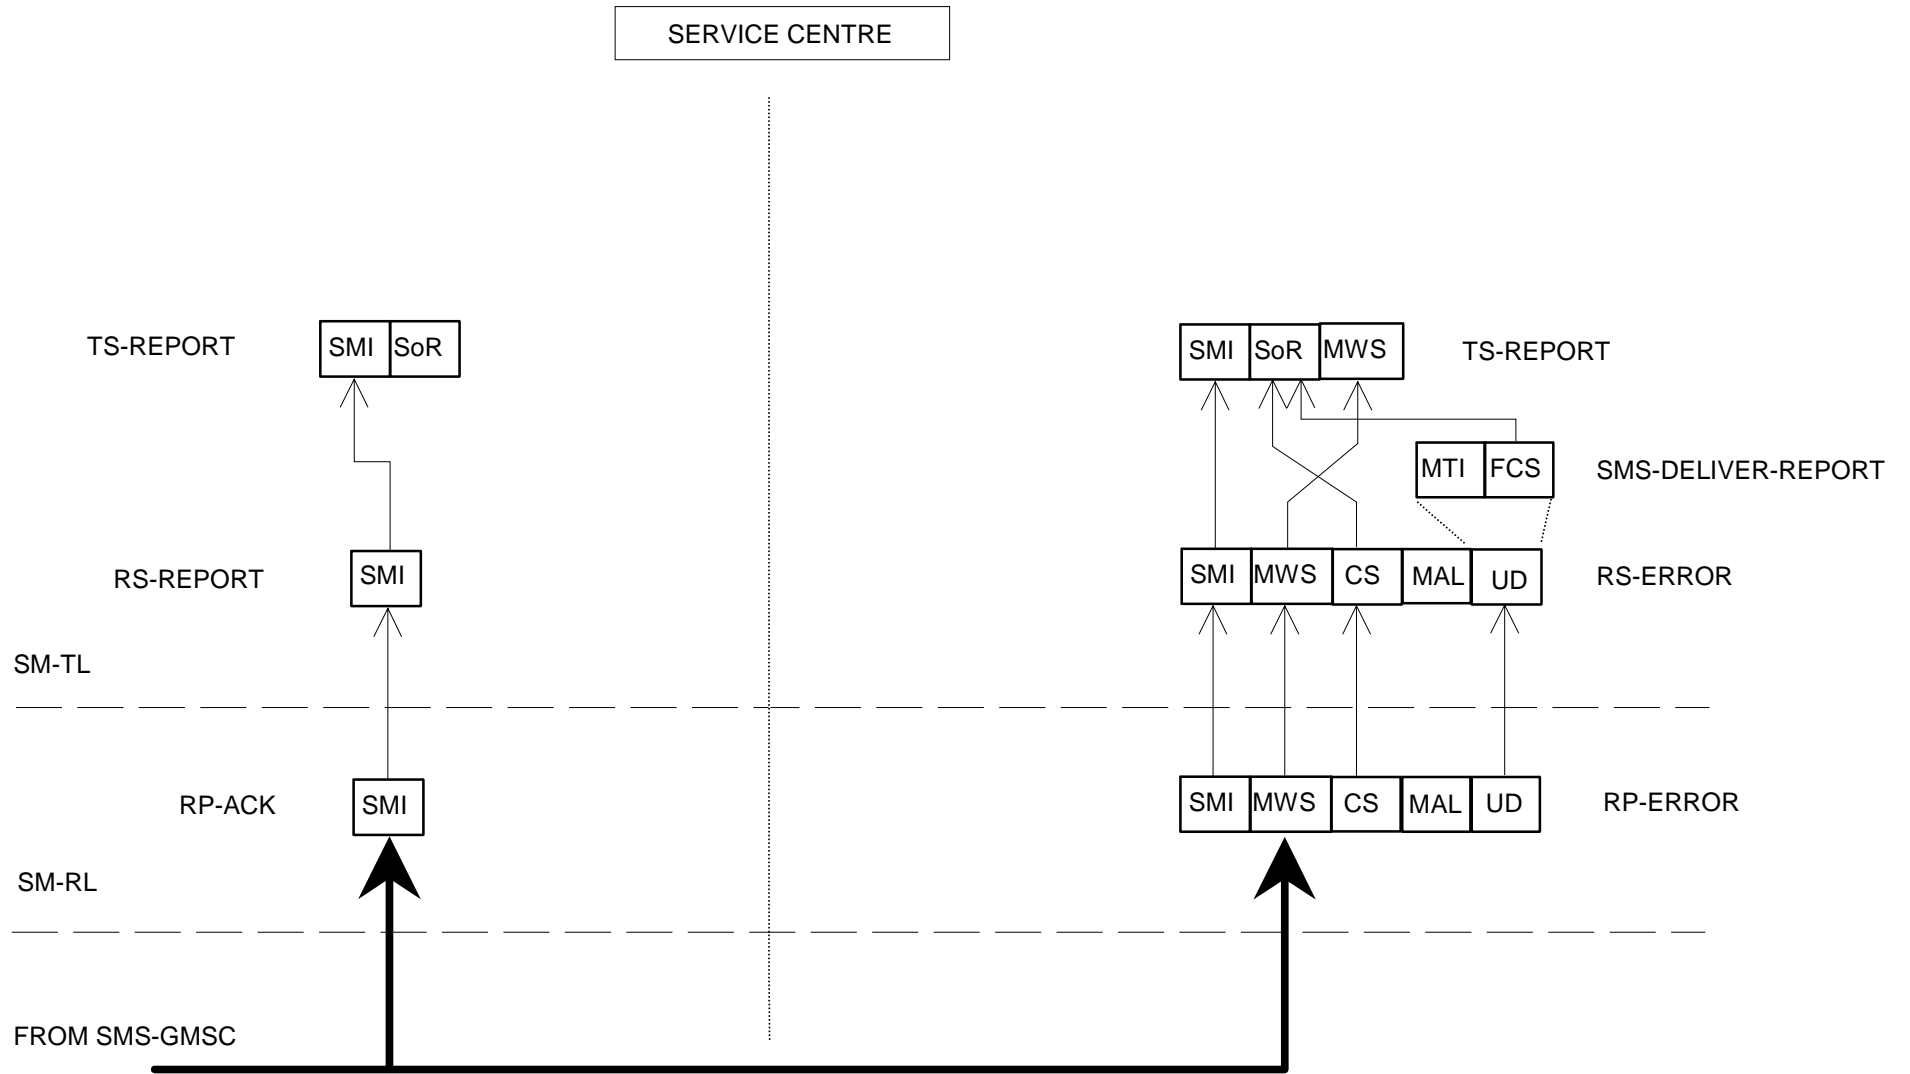 SERVICE CENTRE
TS-REPORT SMI SoR SMI SoR MWS TS-REPORT
MTI FCS SMS-DELIVER-REPORT
RS-REPORT SMI SMI MWS CS MAL UD RS-ERROR
SM-TL
RP-ACK SMI SMI MWS CS MAL UD RP-ERROR
SM-RL
FROM SMS-GMSC